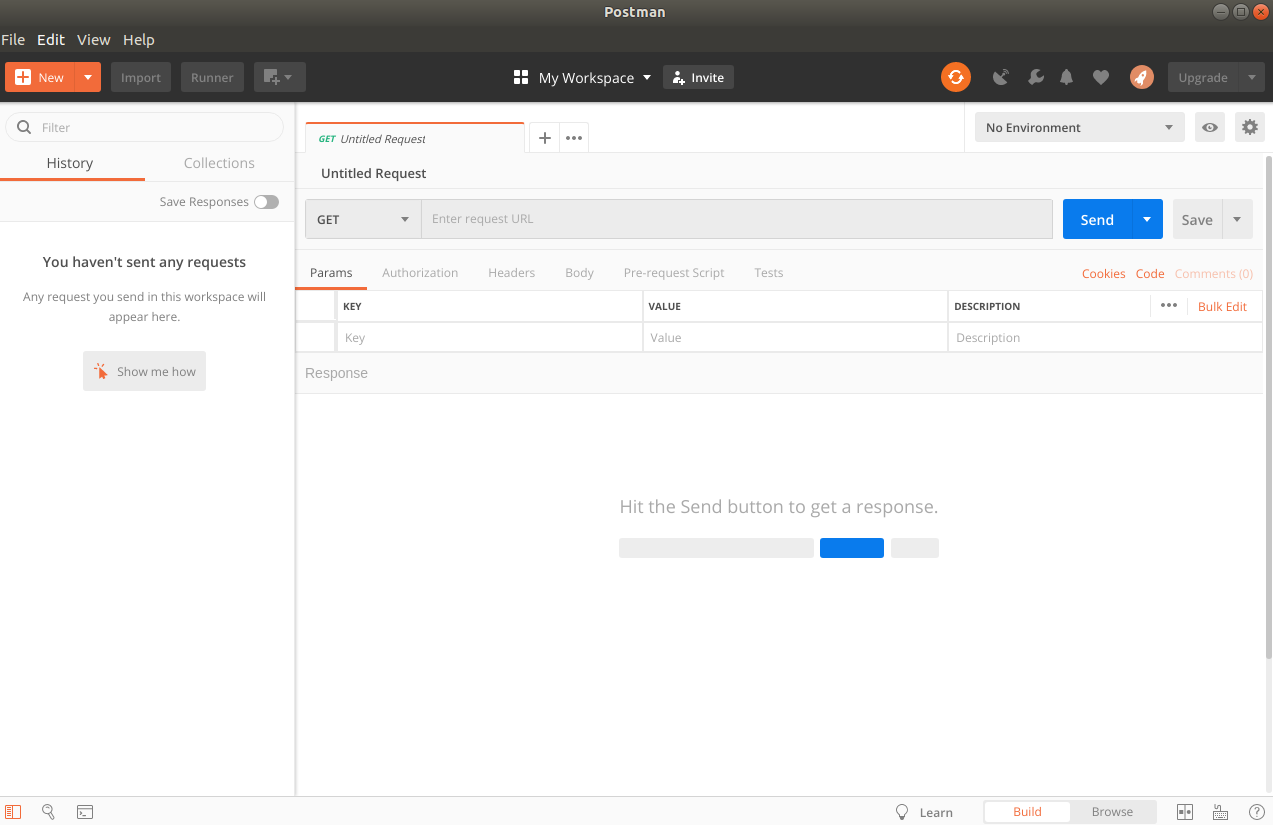 Postman
File Edit View Help
New Import Runner My Workspace Invite Upgrade
Filter
History Collections
Save Responses
You haven't sent any requests
Any request you send in this workspace will
appear here.
Show me how
GET Untitled Request
No Environment
Untitled Request
GET Enter request URL Send Save
Params Authorization Headers Body Pre-request Script Tests Cookies Code Comments (0)
KEY VALUE DESCRIPTION Bulk Edit
Key Value Description
Response
Hit the Send button to get a response.
Learn Build Browse